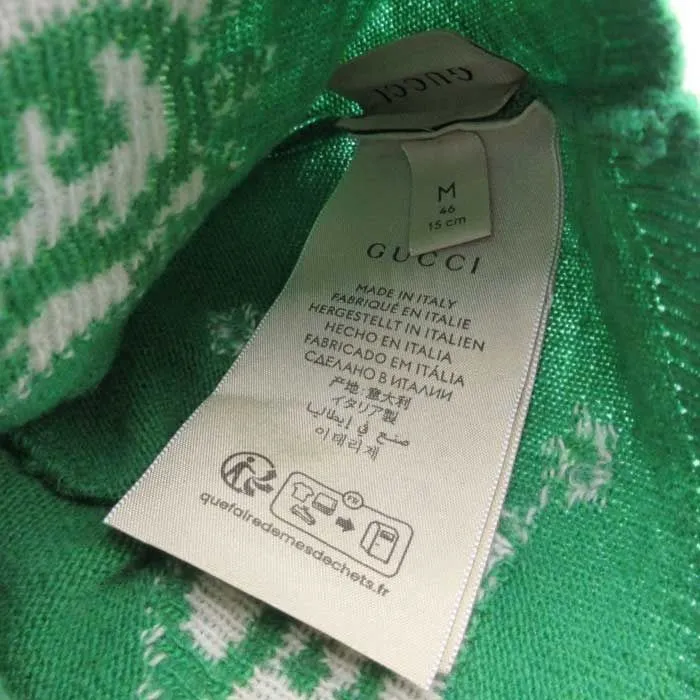 GUCCI
M
46
15 cm
GUCCI
MADE IN ITALY
FABRIQUÉ EN ITALIE
HERGESTELLT IN ITALIEN
HECHO EN ITALIA
FABRICADO EM ITÁLIA
СДЕЛАНО В ИТАЛИИ
产地: 意大利
イタリア製
صنع في إيطاليا
이태리제
FR
quefairedemesdechets.fr